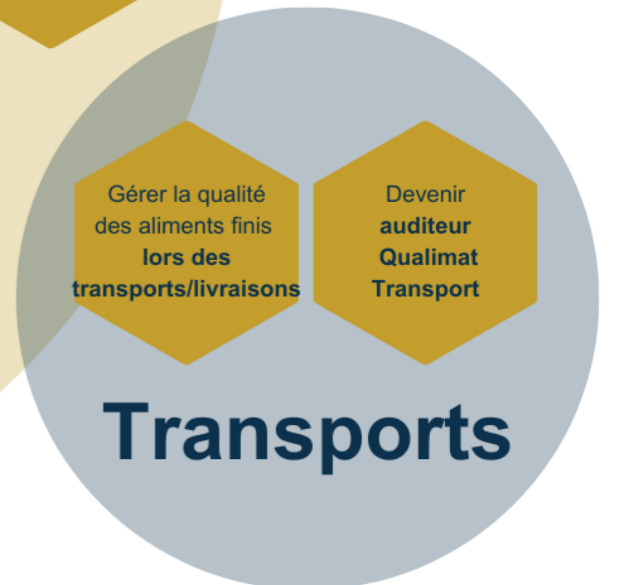 Gérer la qualité
des aliments finis
lors des
transports/livraisons
Devenir
auditeur
Qualimat
Transport
Transports